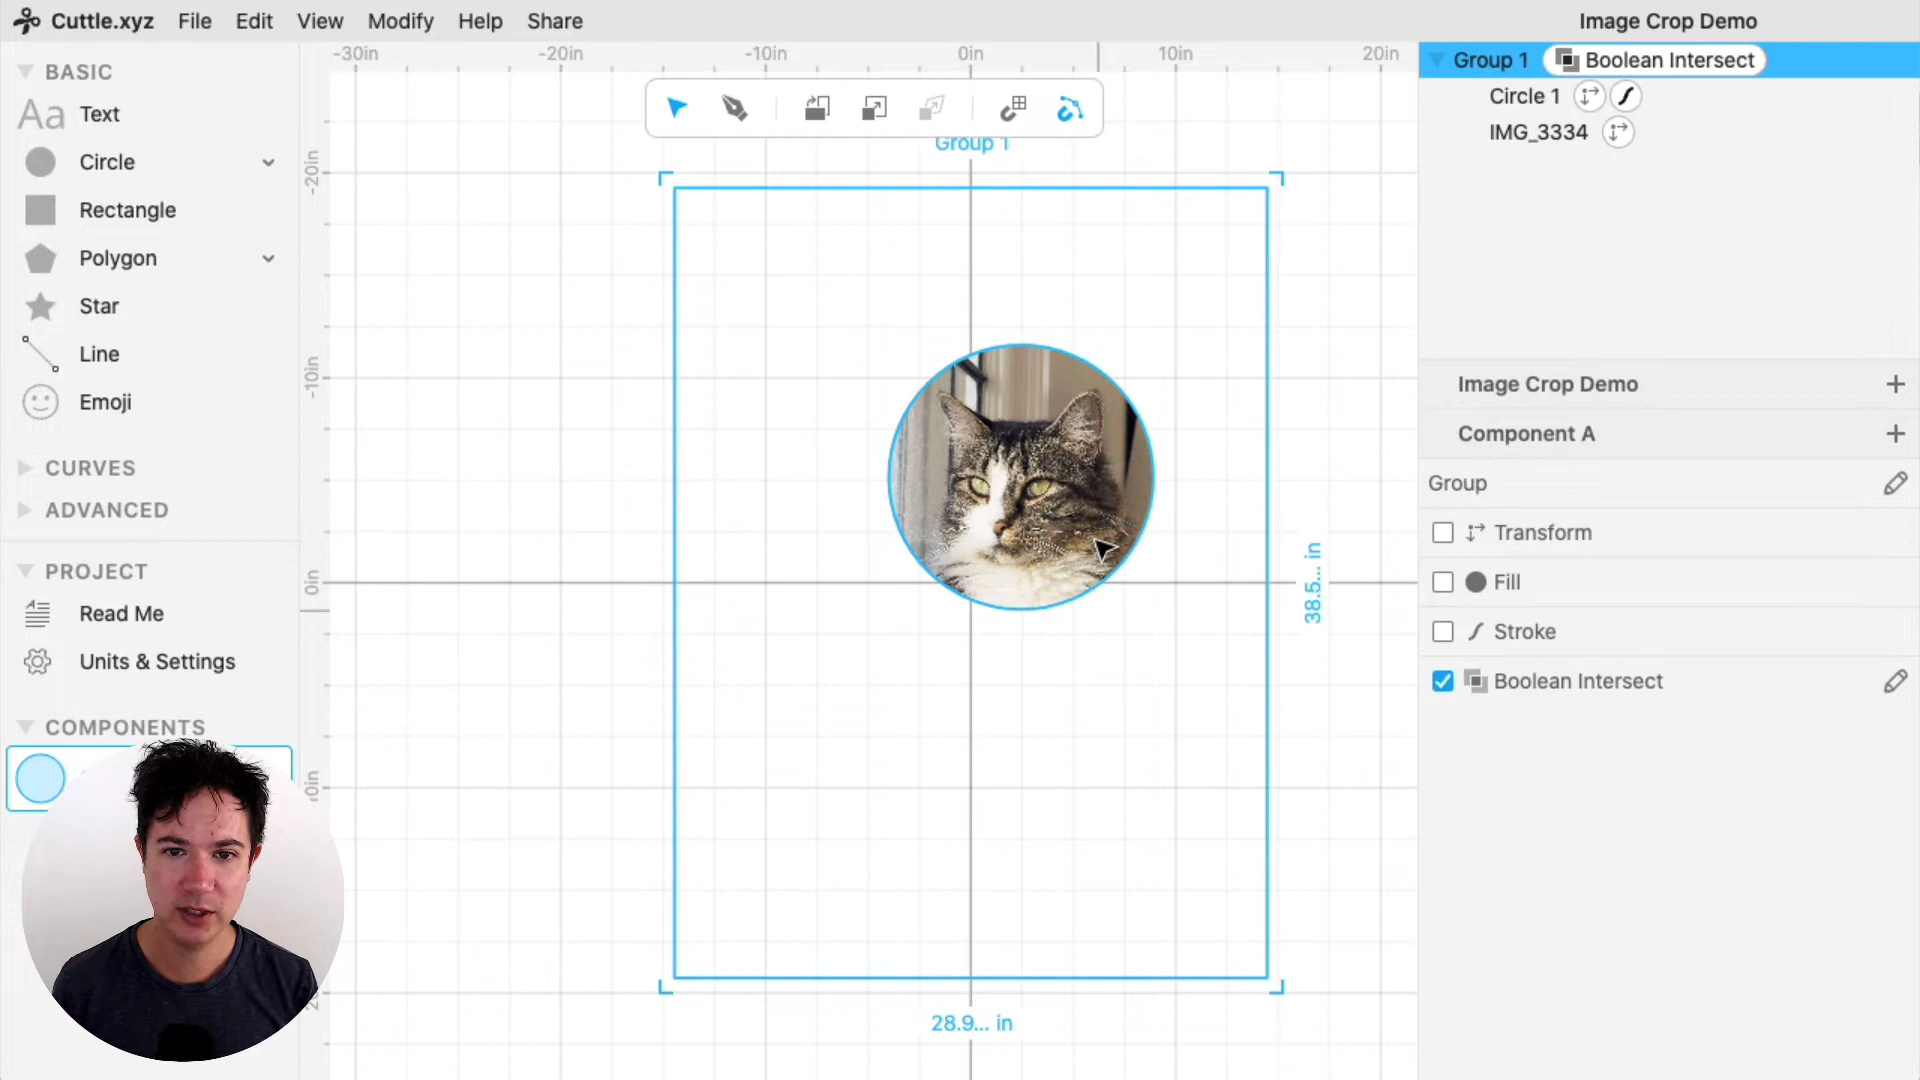 Cuttle.xyz File Edit View Modify Help Share
Image Crop Demo
-30in -20in -10in 0in 10in 20in
BASIC
Aa Text
Circle
Rectangle
Polygon
Star
Line
Emoji
CURVES
ADVANCED
PROJECT
Read Me
Units & Settings
COMPONENTS
-20in
-10in
0in
Group 1
38.5... in
28.9... in
Group 1 Boolean Intersect
Circle 1
IMG_3334
Image Crop Demo
Component A
Group
Transform
Fill
Stroke
Boolean Intersect